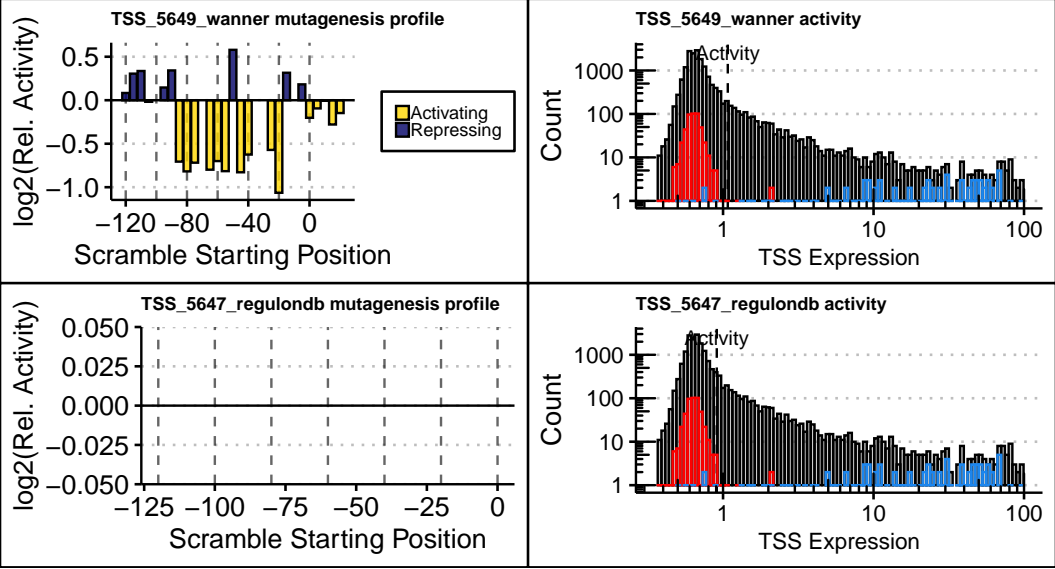 TSS_5649_wanner mutagenesis profile
log2(Rel. Activity)
0.5
0.0
−0.5
−1.0
−120 −80 −40 0
Scramble Starting Position
Activating
Repressing
TSS_5649_wanner activity
Activity
Count
1000
100
10
1
1 10 100
TSS Expression
TSS_5647_regulondb mutagenesis profile
log2(Rel. Activity)
0.050
0.025
0.000
−0.025
−0.050
−125 −100 −75 −50 −25 0
Scramble Starting Position
TSS_5647_regulondb activity
Activity
Count
1000
100
10
1
1 10 100
TSS Expression